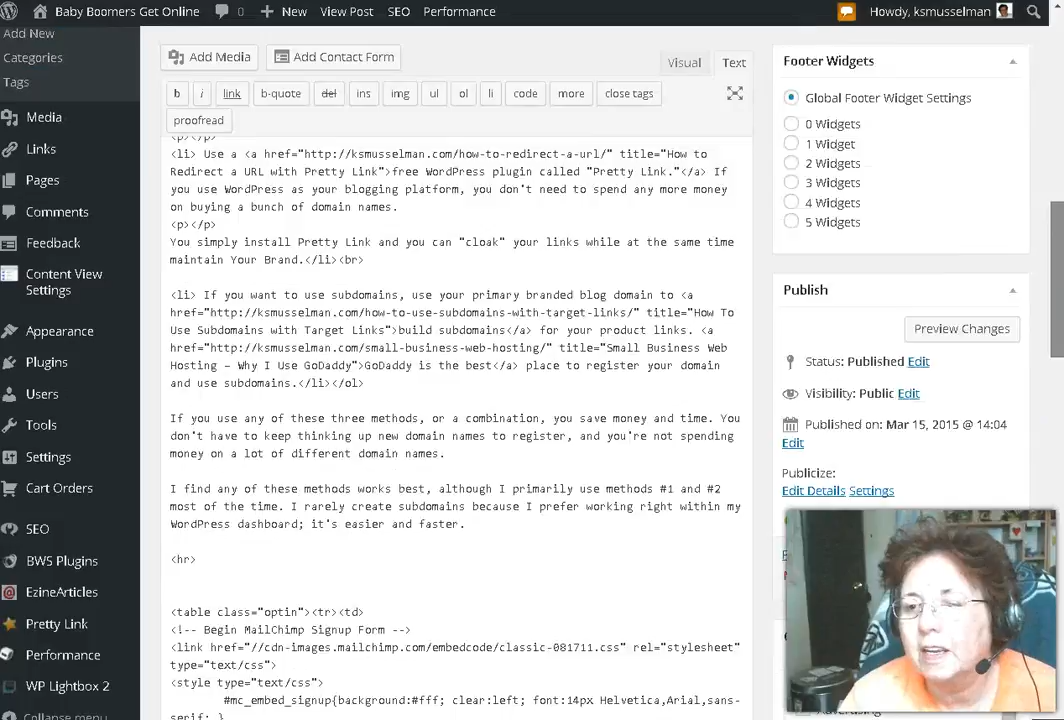 Baby Boomers Get Online 0 New View Post SEO Performance Howdy, ksmusselman
Add New
Categories
Tags
Media
Links
Pages
Comments
Feedback
Content View
Settings
Appearance
Plugins
Users
Tools
Settings
Cart Orders
SEO
BWS Plugins
EzineArticles
Pretty Link
Performance
WP Lightbox 2
Collapse menu
Add Media Add Contact Form
Visual Text
b i link b-quote del ins img ul ol li code more close tags
proofread
<p></p>
<li> Use a <a href="http://ksmusselman.com/how-to-redirect-a-url/" title="How to
Redirect a URL with Pretty Link">free WordPress plugin called "Pretty Link."</a> If
you use WordPress as your blogging platform, you don't need to spend any more money
on buying a bunch of domain names.
<p></p>
You simply install Pretty Link and you can "cloak" your links while at the same time
maintain Your Brand.</li><br>
<li> If you want to use subdomains, use your primary branded blog domain to <a
href="http://ksmusselman.com/how-to-use-subdomains-with-target-links/" title="How To
Use Subdomains with Target Links">build subdomains</a> for your product links. <a
href="http://ksmusselman.com/small-business-web-hosting/" title="Small Business Web
Hosting – Why I Use GoDaddy">GoDaddy is the best</a> place to register your domain
and use subdomains.</li></ol>
If you use any of these three methods, or a combination, you save money and time. You
don't have to keep thinking up new domain names to register, and you're not spending
money on a lot of different domain names.
I find any of these methods works best, although I primarily use methods #1 and #2
most of the time. I rarely create subdomains because I prefer working right within my
WordPress dashboard; it's easier and faster.
<hr>
<table class="optin"><tr><td>
<!-- Begin MailChimp Signup Form -->
<link href="//cdn-images.mailchimp.com/embedcode/classic-081711.css" rel="stylesheet"
type="text/css">
<style type="text/css">
#mc_embed_signup{background:#fff; clear:left; font:14px Helvetica,Arial,sans-
serif; }
Footer Widgets
Global Footer Widget Settings
0 Widgets
1 Widget
2 Widgets
3 Widgets
4 Widgets
5 Widgets
Publish
Preview Changes
Status: Published Edit
Visibility: Public Edit
Published on: Mar 15, 2015 @ 14:04
Edit
Publicize:
Edit Details Settings